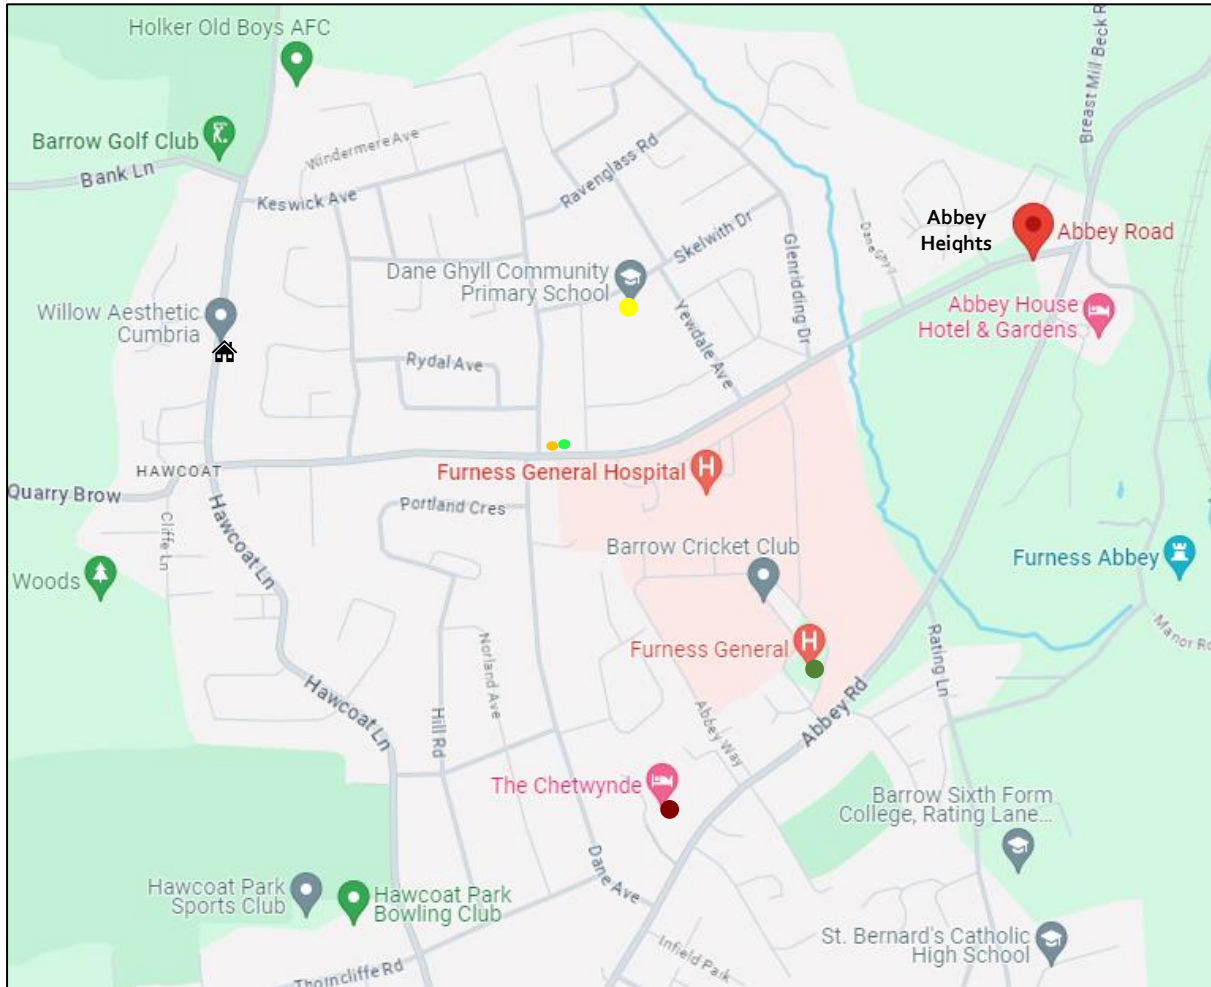 Holker Old Boys AFC
Breast Mill Beck R
Barrow Golf Club
Windermere Ave
Bank Ln
Keswick Ave
Ravenglass Rd
Skelwith Dr
Abbey
Heights
Abbey Road
Glenridding Dr
Dane Ghyll Community
Primary School
Abbey House
Hotel & Gardens
Willow Aesthetic
Cumbria
Yewdale Ave
Rydal Ave
HAWCOAT
Furness General Hospital
H
Quarry Brow
Portland Cres
Cliffe Ln
Hawcoat Ln
Barrow Cricket Club
Furness Abbey
Woods
Manor Rd
Furness General
H
Rating Ln
Norland Ave
Hawcoat Ln
Hill Rd
Abbey Way
Abbey Rd
The Chetwynde
Barrow Sixth Form
College, Rating Lane...
Dane Ave
Hawcoat Park
Sports Club
Hawcoat Park
Bowling Club
St. Bernard's Catholic
High School
Infield Park
Thorncliffe Rd